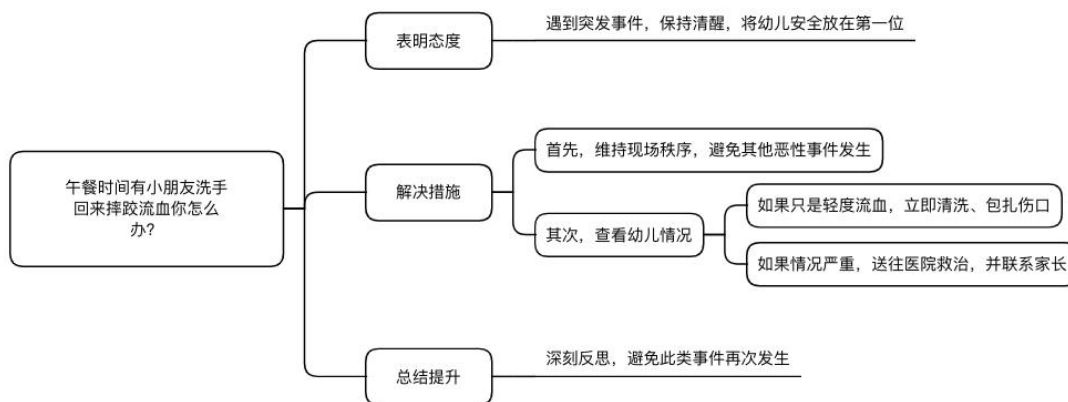 午餐时间有小朋友洗手
回来摔跤流血你怎么
办?
表明态度
遇到突发事件，保持清醒，将幼儿安全放在第一位
解决措施
首先，维持现场秩序，避免其他恶性事件发生
其次，查看幼儿情况
如果只是轻度流血，立即清洗、包扎伤口
如果情况严重，送往医院救治，并联系家长
总结提升
深刻反思，避免此类事件再次发生